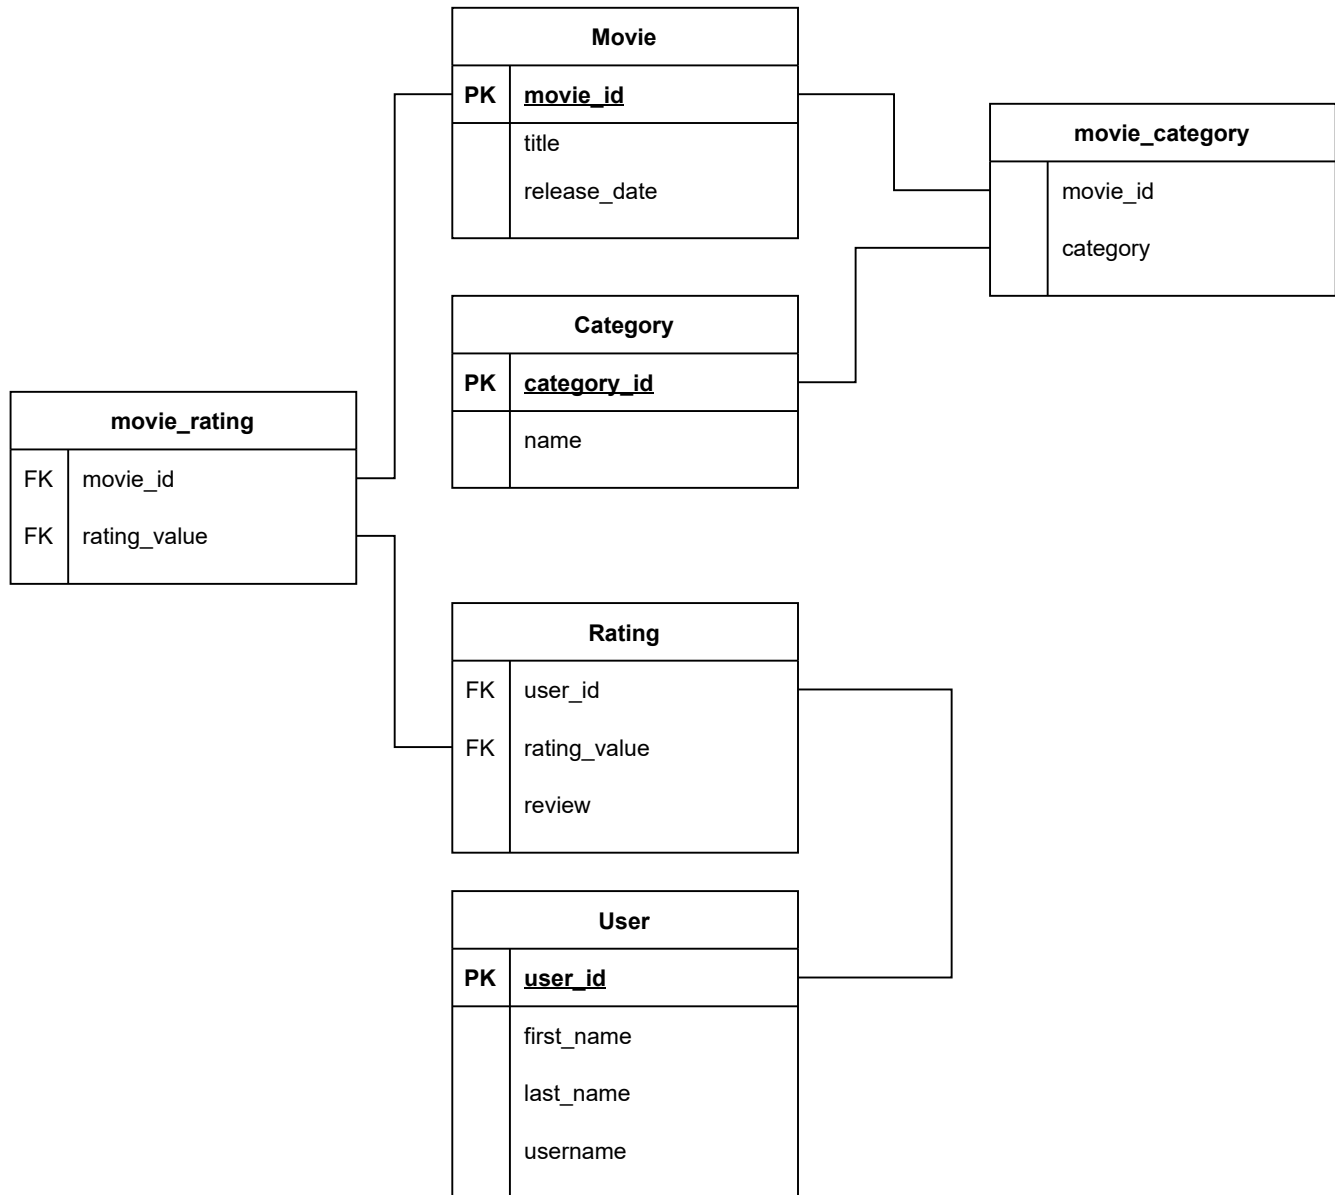 Movie
PK movie_id
title
release_date
movie_category
movie_id
category
Category
PK category_id
name
movie_rating
FK movie_id
FK rating_value
Rating
FK user_id
FK rating_value
review
User
PK user_id
first_name
last_name
username